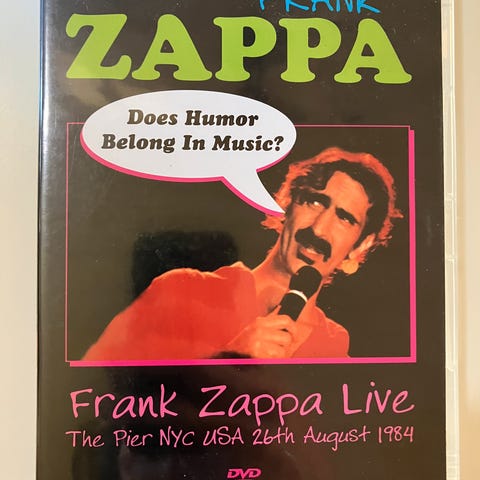 FRANK
ZAPPA
Does Humor
Belong In Music?
Frank Zappa Live
The Pier NYC USA 26th August 1984
DVD